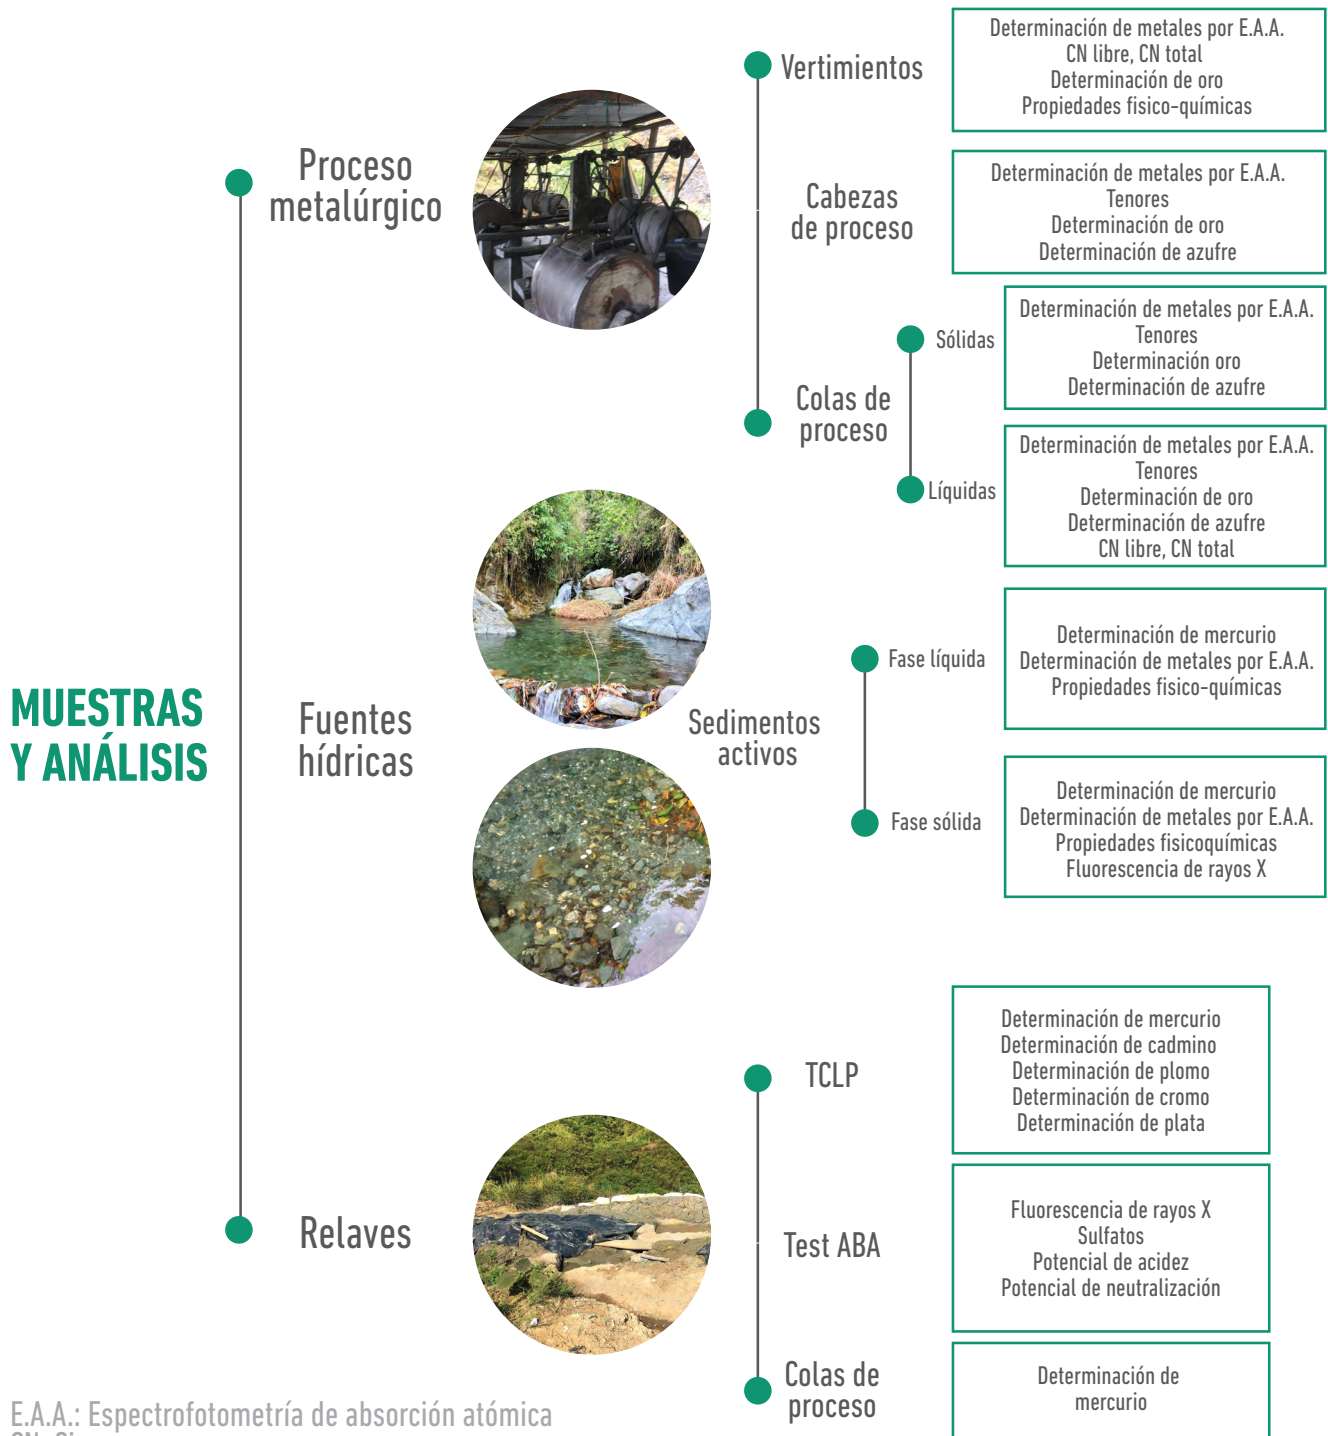 MUESTRAS
Y ANÁLISIS
Proceso
metalúrgico
Vertimientos
Determinación de metales por E.A.A.
CN libre, CN total
Determinación de oro
Propiedades fisico-químicas
Cabezas
de proceso
Determinación de metales por E.A.A.
Tenores
Determinación de oro
Determinación de azufre
Colas de
proceso
Sólidas
Determinación de metales por E.A.A.
Tenores
Determinación oro
Determinación de azufre
Líquidas
Determinación de metales por E.A.A.
Tenores
Determinación de oro
Determinación de azufre
CN libre, CN total
Fuentes
hídricas
Sedimentos
activos
Fase líquida
Determinación de mercurio
Determinación de metales por E.A.A.
Propiedades fisico-químicas
Fase sólida
Determinación de mercurio
Determinación de metales por E.A.A.
Propiedades fisicoquímicas
Fluorescencia de rayos X
Relaves
TCLP
Determinación de mercurio
Determinación de cadmino
Determinación de plomo
Determinación de cromo
Determinación de plata
Test ABA
Fluorescencia de rayos X
Sulfatos
Potencial de acidez
Potencial de neutralización
Colas de
proceso
Determinación de
mercurio
E.A.A.: Espectrofotometría de absorción atómica